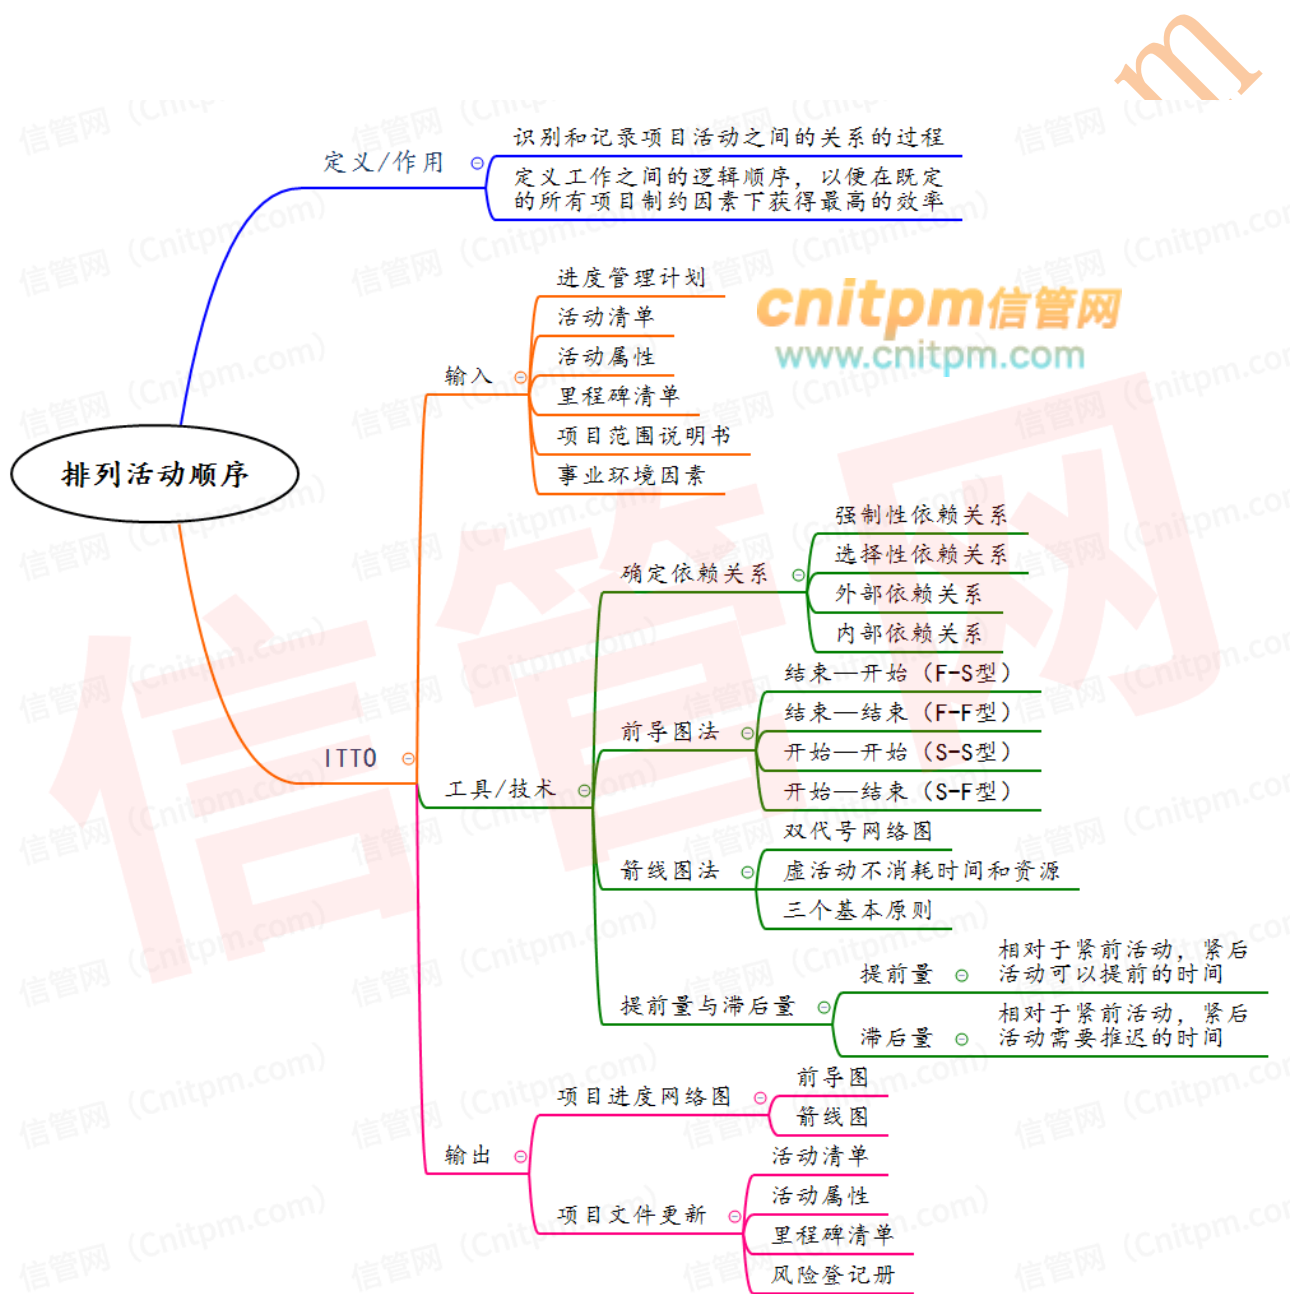 m
定义/作用
识别和记录项目活动之间的关系的过程
定义工作之间的逻辑顺序，以便在既定
的所有项目制约因素下获得最高的效率
cnitpm信管网
www.cnitpm.com
排列活动顺序
ITTO
输入
进度管理计划
活动清单
活动属性
里程碑清单
项目范围说明书
事业环境因素
工具/技术
确定依赖关系
强制性依赖关系
选择性依赖关系
外部依赖关系
内部依赖关系
前导图法
结束—开始（F-S型）
结束—结束（F-F型）
开始—开始（S-S型）
开始—结束（S-F型）
箭线图法
双代号网络图
虚活动不消耗时间和资源
三个基本原则
提前量与滞后量
提前量
相对于紧前活动，紧后
活动可以提前的时间
滞后量
相对于紧前活动，紧后
活动需要推迟的时间
输出
项目进度网络图
前导图
箭线图
项目文件更新
活动清单
活动属性
里程碑清单
风险登记册
信管网
信管网（Cnitpm.com）